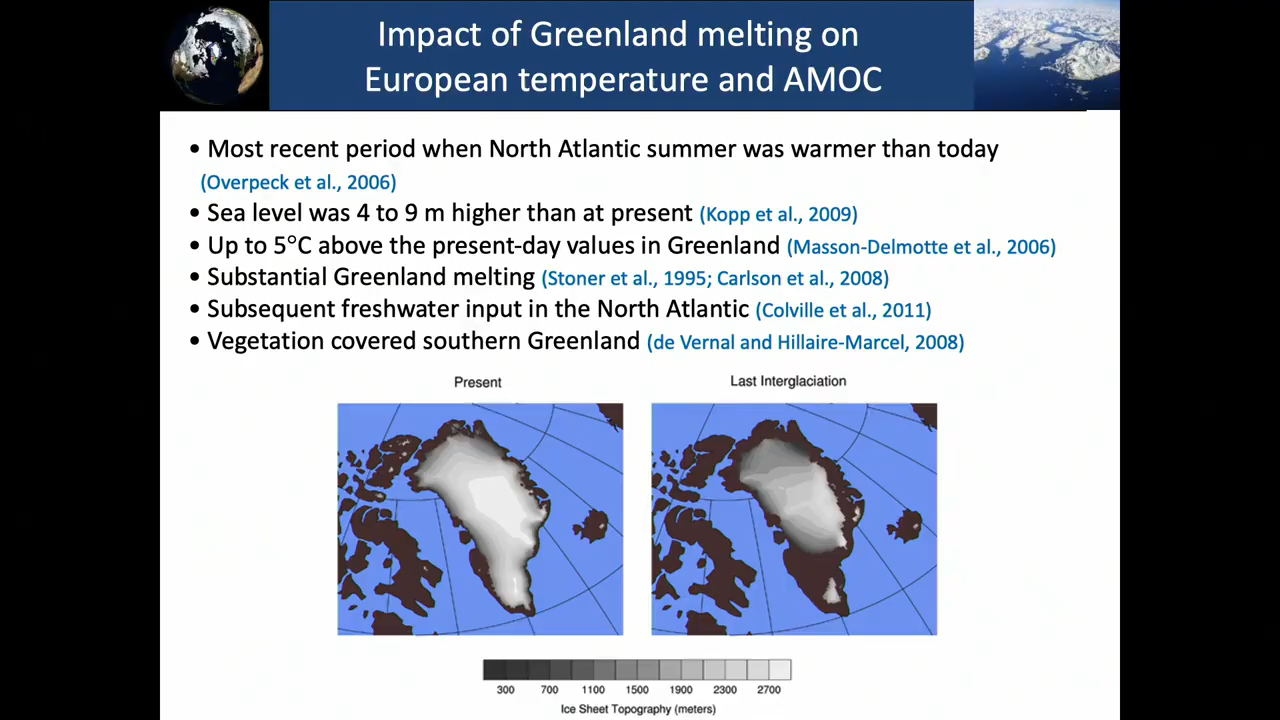 Impact of Greenland melting on
European temperature and AMOC
• Most recent period when North Atlantic summer was warmer than today
(Overpeck et al., 2006)
• Sea level was 4 to 9 m higher than at present (Kopp et al., 2009)
• Up to 5°C above the present-day values in Greenland (Masson-Delmotte et al., 2006)
• Substantial Greenland melting (Stoner et al., 1995; Carlson et al., 2008)
• Subsequent freshwater input in the North Atlantic (Colville et al., 2011)
• Vegetation covered southern Greenland (de Vernal and Hillaire-Marcel, 2008)
Present
Last Interglaciation
300 700 1100 1500 1900 2300 2700
Ice Sheet Topography (meters)